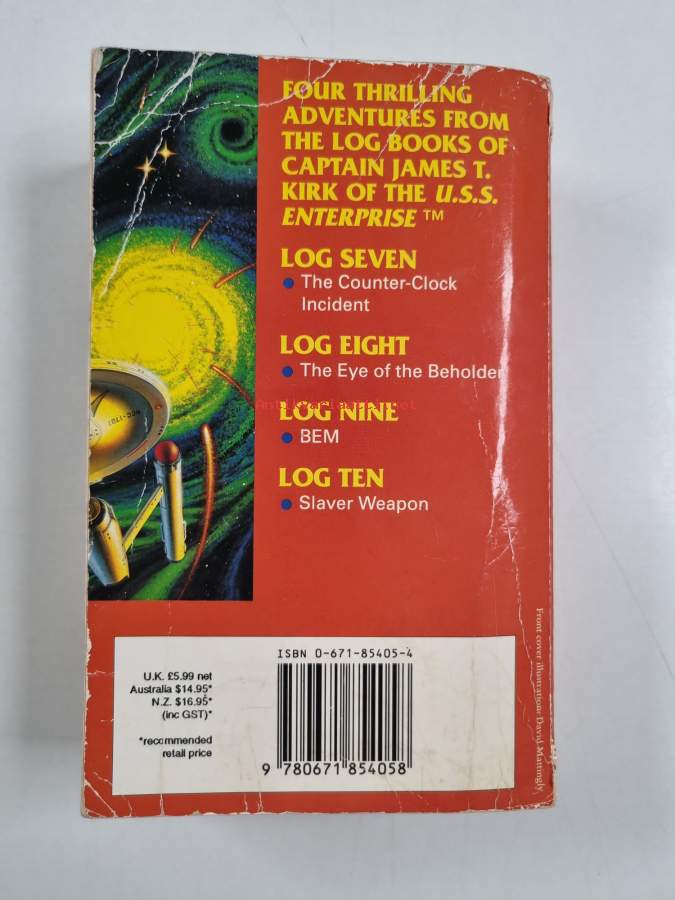 FOUR THRILLING
ADVENTURES FROM
THE LOG BOOKS OF
CAPTAIN JAMES T.
KIRK OF THE U.S.S.
ENTERPRISE ™
LOG SEVEN
• The Counter-Clock
Incident
LOG EIGHT
• The Eye of the Beholder
LOG NINE
• BEM
LOG TEN
• Slaver Weapon
Front cover illustration: David Mattingly.
ISBN 0-671-85405-4
U.K. £5.99 net
Australia $14.95*
N.Z. $16.95*
(inc GST)*
*recommended
retail price
9 780671 854058